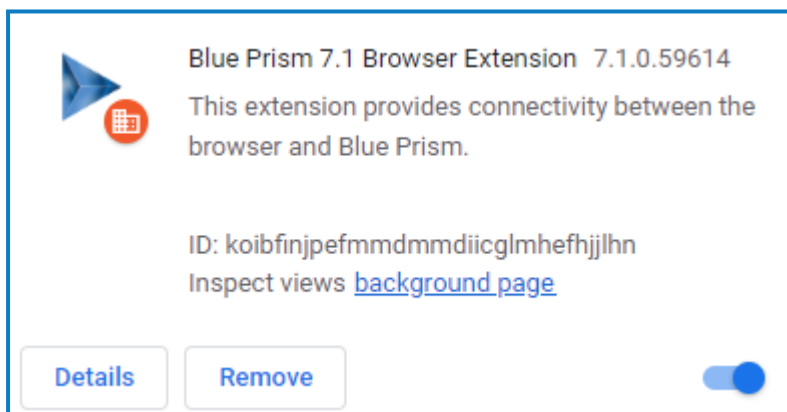 Blue Prism 7.1 Browser Extension 7.1.0.59614
This extension provides connectivity between the
browser and Blue Prism.
ID: koibfinjpefmmdmmdiicglmhefhjjlhn
Inspect views background page
Details Remove